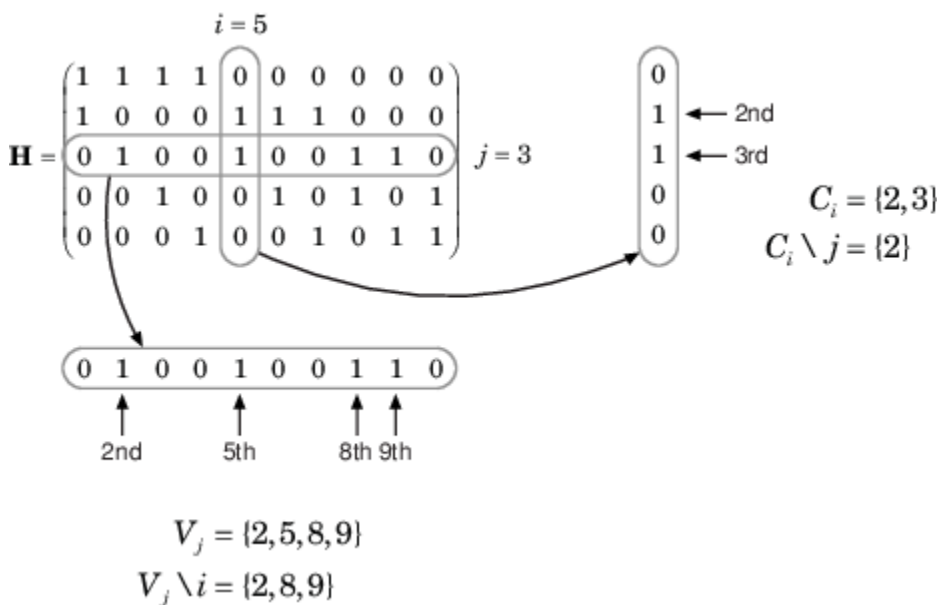 i = 5
1 1 1 1 0 0 0 0 0 0
1 0 0 0 1 1 1 0 0 0
H = 0 1 0 0 1 0 0 1 1 0 j = 3
0 0 1 0 0 1 0 1 0 1
0 0 0 1 0 0 1 0 1 1
0
1 2nd
1 3rd
0
0
C_i = {2,3}
C_i \ j = {2}
0 1 0 0 1 0 0 1 1 0
2nd 5th 8th 9th
V_j = {2,5,8,9}
V_j \ i = {2,8,9}